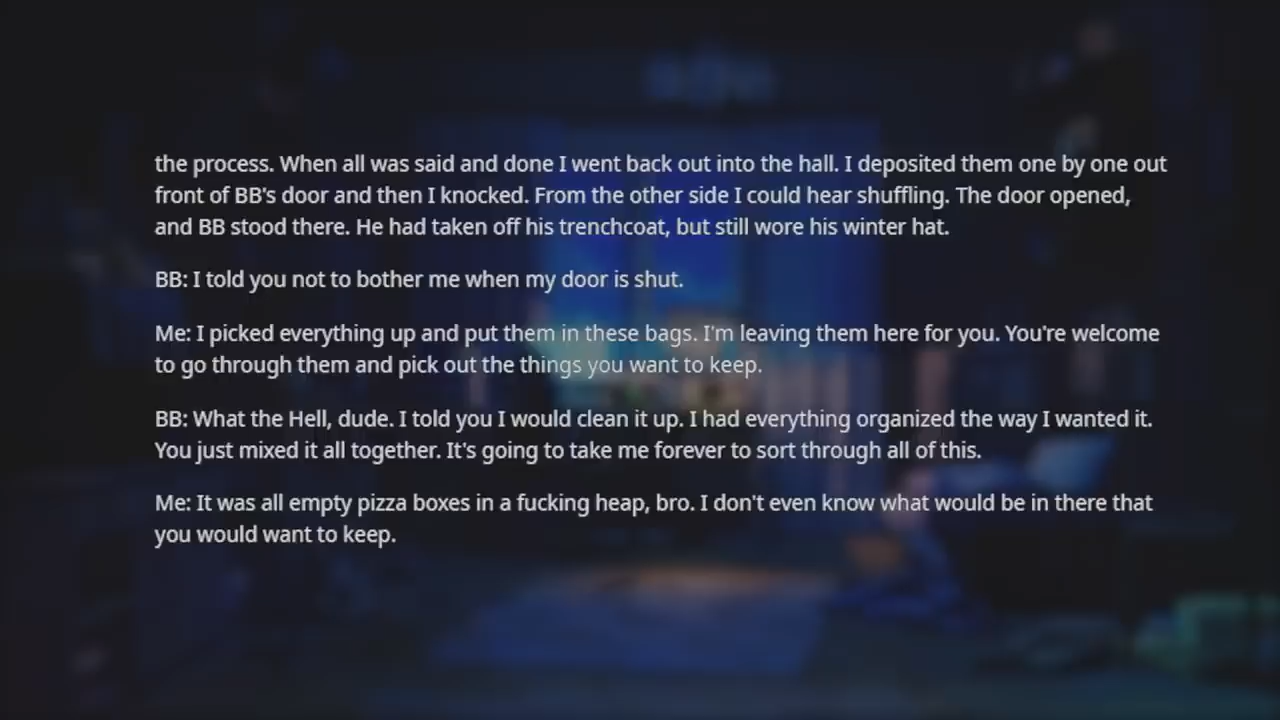 the process. When all was said and done I went back out into the hall. I deposited them one by one out
front of BB's door and then I knocked. From the other side I could hear shuffling. The door opened,
and BB stood there. He had taken off his trenchcoat, but still wore his winter hat.
BB: I told you not to bother me when my door is shut.
Me: I picked everything up and put them in these bags. I'm leaving them here for you. You're welcome
to go through them and pick out the things you want to keep.
BB: What the Hell, dude. I told you I would clean it up. I had everything organized the way I wanted it.
You just mixed it all together. It's going to take me forever to sort through all of this.
Me: It was all empty pizza boxes in a fucking heap, bro. I don't even know what would be in there that
you would want to keep.